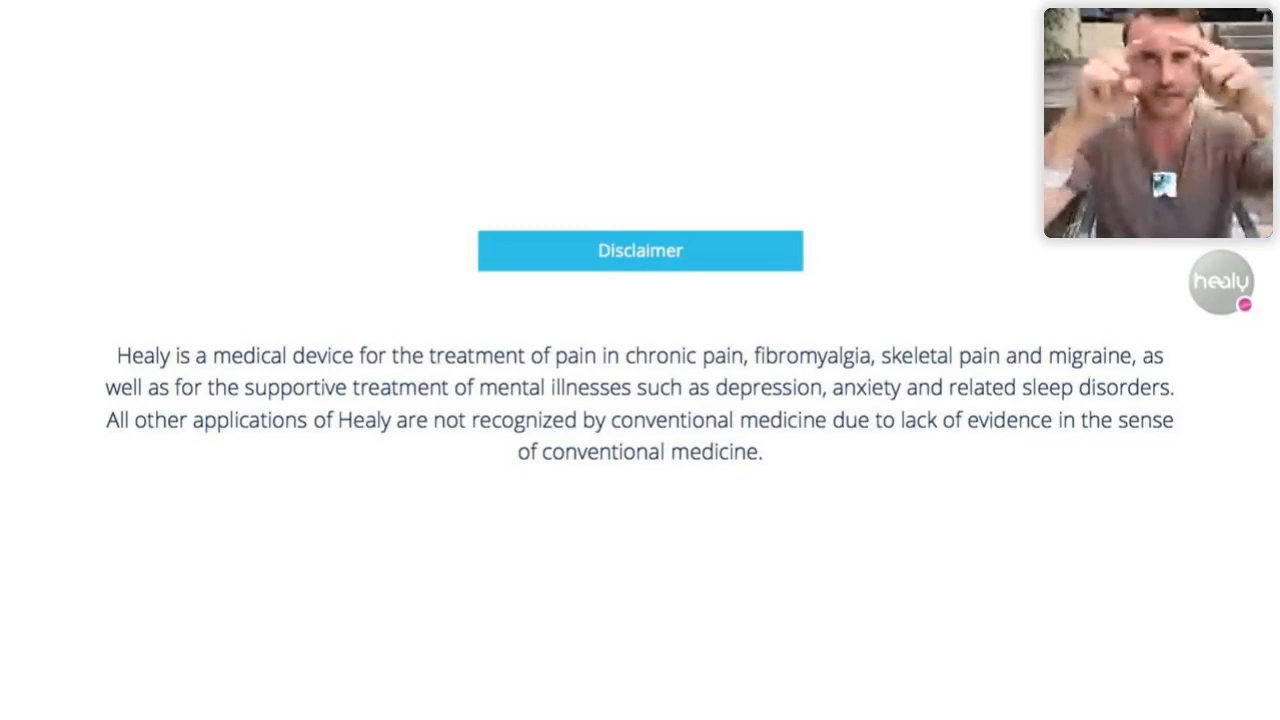 Disclaimer
healy
Healy is a medical device for the treatment of pain in chronic pain, fibromyalgia, skeletal pain and migraine, as
well as for the supportive treatment of mental illnesses such as depression, anxiety and related sleep disorders.
All other applications of Healy are not recognized by conventional medicine due to lack of evidence in the sense
of conventional medicine.